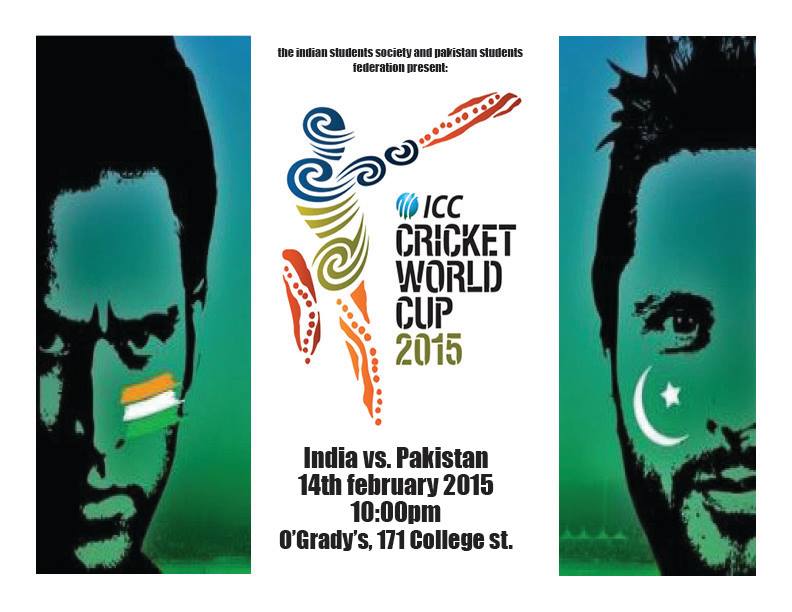 the indian students society and pakistan students
federation present:
ICC
CRICKET
WORLD
CUP
2015
India vs. Pakistan
14th february 2015
10:00pm
O'Grady's, 171 College st.